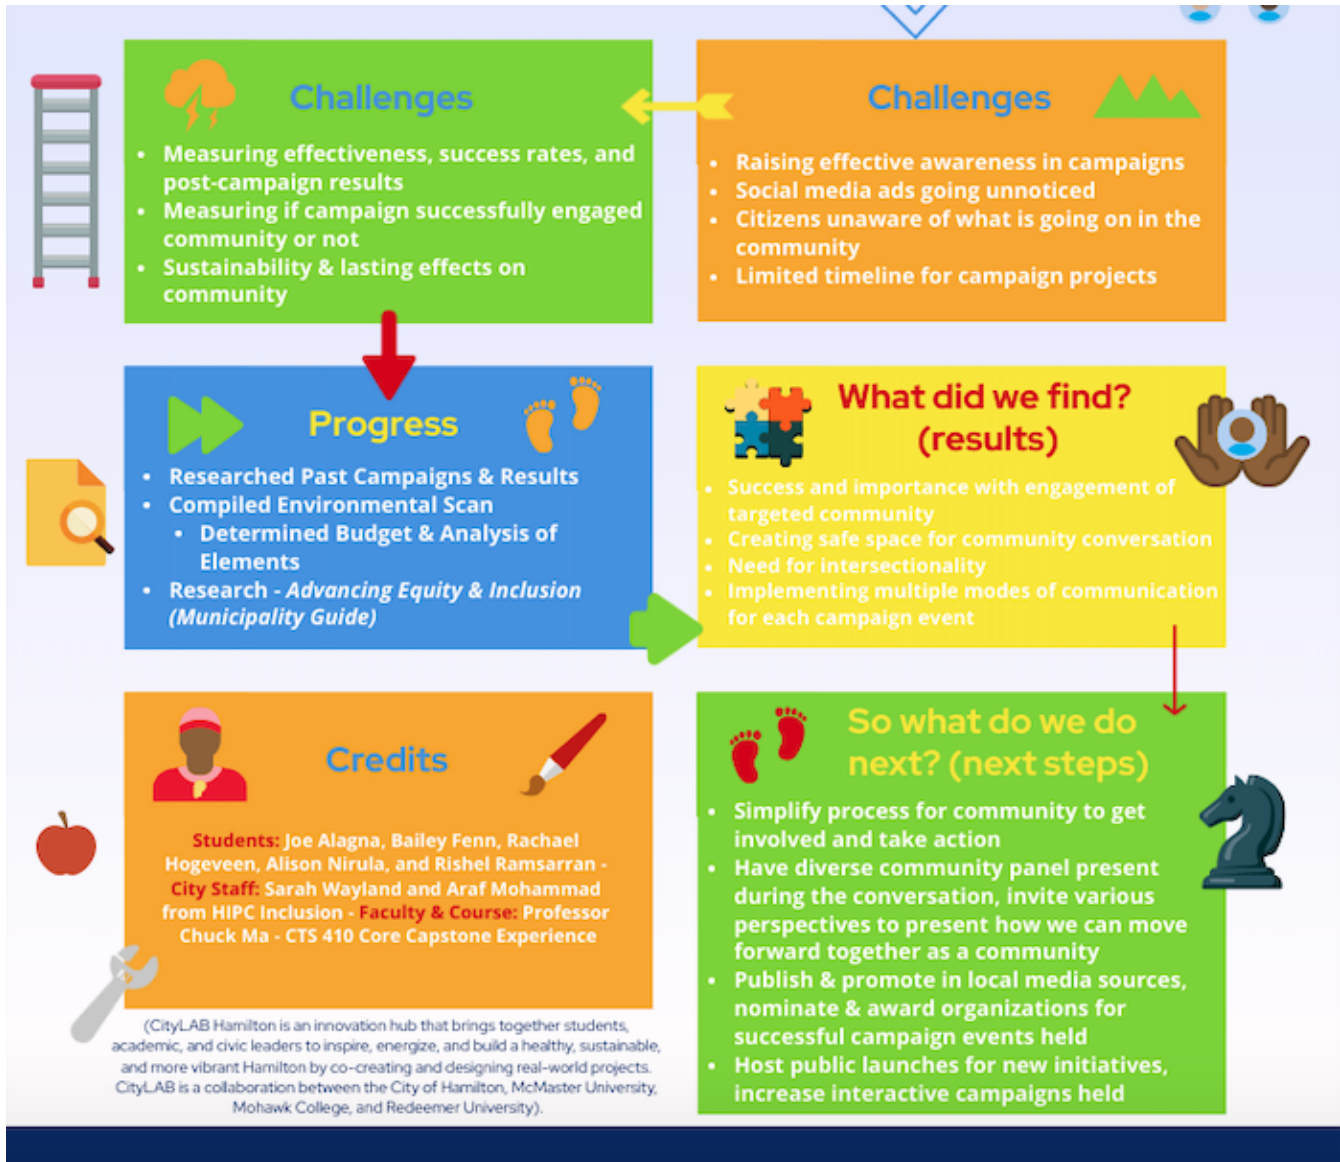 Challenges
• Raising effective awareness in campaigns
• Social media ads going unnoticed
• Citizens unaware of what is going on in the
community
• Limited timeline for campaign projects
Challenges
• Measuring effectiveness, success rates, and
post-campaign results
• Measuring if campaign successfully engaged
community or not
• Sustainability & lasting effects on
community
Progress
• Researched Past Campaigns & Results
• Compiled Environmental Scan
• Determined Budget & Analysis of
Elements
• Research - Advancing Equity & Inclusion
(Municipality Guide)
What did we find?
(results)
• Success and importance with engagement of
targeted community
• Creating safe space for community conversation
• Need for intersectionality
• Implementing multiple modes of communication
for each campaign event
So what do we do
next? (next steps)
• Simplify process for community to get
involved and take action
• Have diverse community panel present
during the conversation, invite various
perspectives to present how we can move
forward together as a community
• Publish & promote in local media sources,
nominate & award organizations for
successful campaign events held
• Host public launches for new initiatives,
increase interactive campaigns held
Credits
Students: Joe Alagna, Bailey Fenn, Rachael
Hogeveen, Alison Nirula, and Rishel Ramsarran -
City Staff: Sarah Wayland and Araf Mohammad
from HIPC Inclusion - Faculty & Course: Professor
Chuck Ma - CTS 410 Core Capstone Experience
(CityLAB Hamilton is an innovation hub that brings together students,
academic, and civic leaders to inspire, energize, and build a healthy, sustainable,
and more vibrant Hamilton by co-creating and designing real-world projects.
CityLAB is a collaboration between the City of Hamilton, McMaster University,
Mohawk College, and Redeemer University).